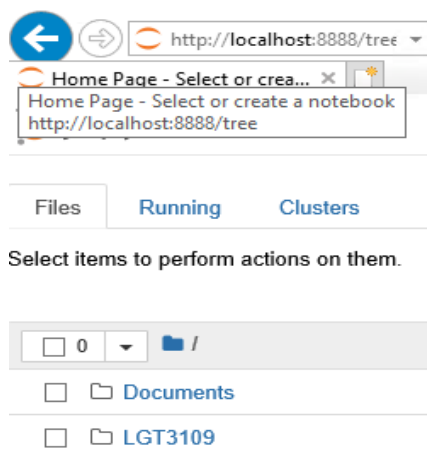 http://localhost:8888/tree
Home Page - Select or crea...
Home Page - Select or create a notebook
http://localhost:8888/tree
Files Running Clusters
Select items to perform actions on them.
0 /
Documents
LGT3109